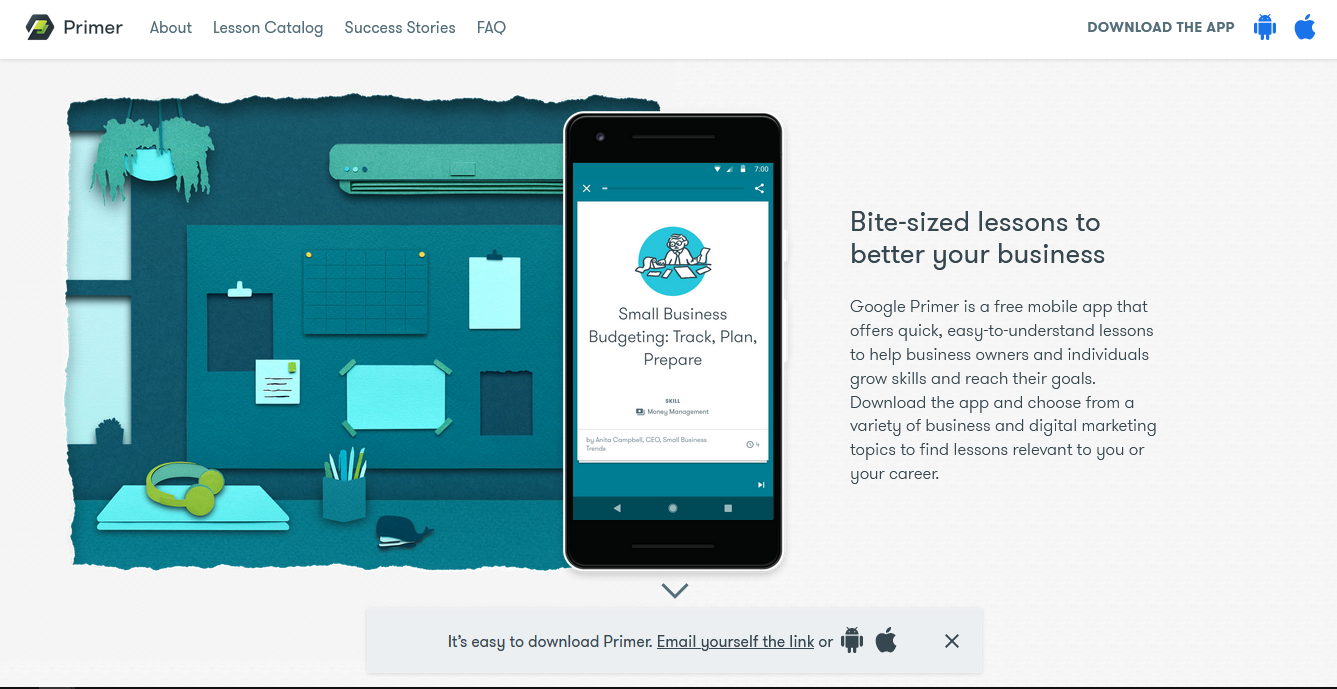 Primer
About
Lesson Catalog
Success Stories
FAQ
DOWNLOAD THE APP
7:00
Small Business
Budgeting: Track, Plan,
Prepare
SKILL
Money Management
by Anita Campbell, CEO, Small Business
Trends
4
Bite-sized lessons to
better your business
Google Primer is a free mobile app that
offers quick, easy-to-understand lessons
to help business owners and individuals
grow skills and reach their goals.
Download the app and choose from a
variety of business and digital marketing
topics to find lessons relevant to you or
your career.
It's easy to download Primer. Email yourself the link or